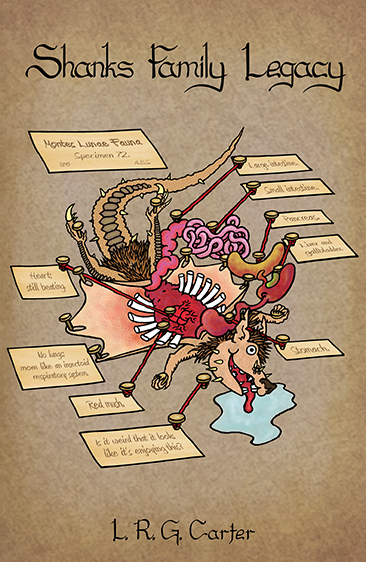 Shanks Family Legacy
Montes Lunae Fauna
Specimen 72.
Large Intestine.
Small Intestine.
Pancreas.
Liver and
gallbladder.
Heart;
still beating.
No lungs;
more like an insectoid
respiratory system.
Stomach.
Red mush.
Is it weird that it looks
like it's enjoying this?
L. R. G. Carter